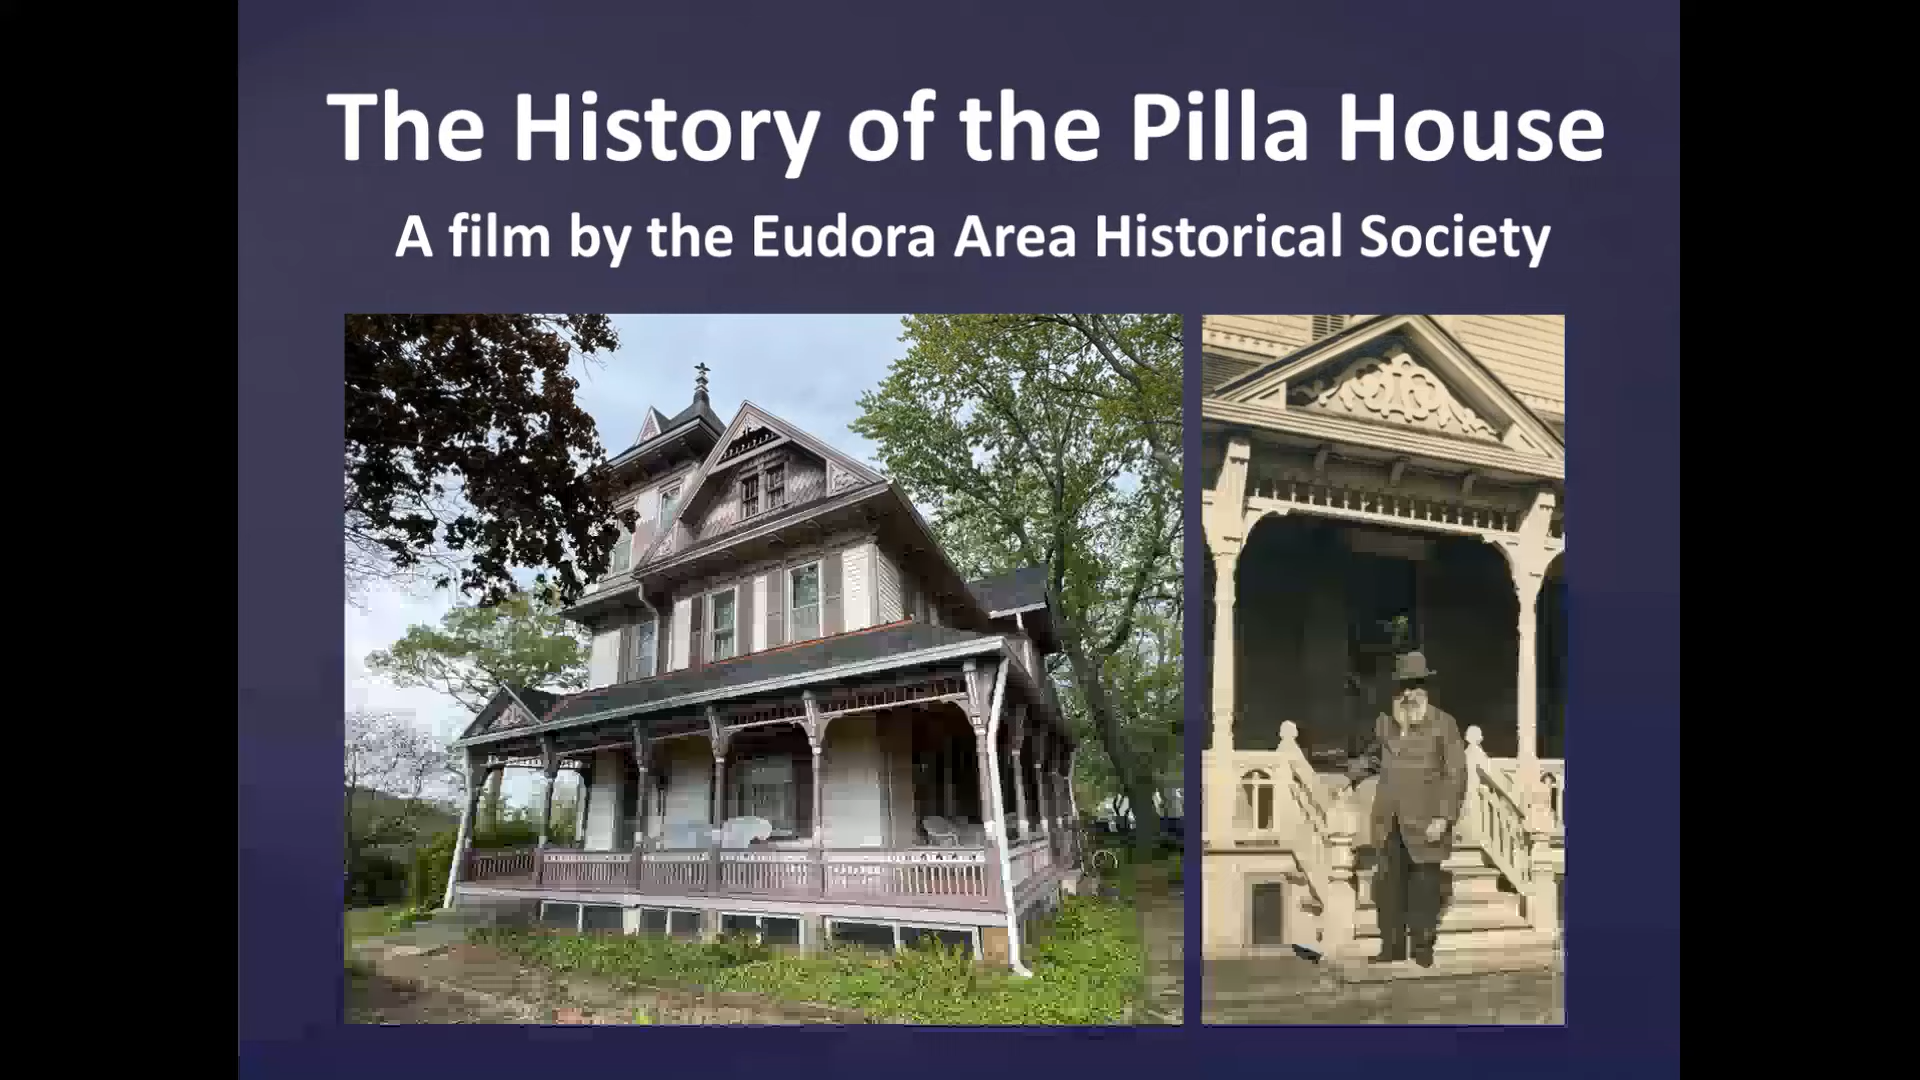 The History of the Pilla House
A film by the Eudora Area Historical Society